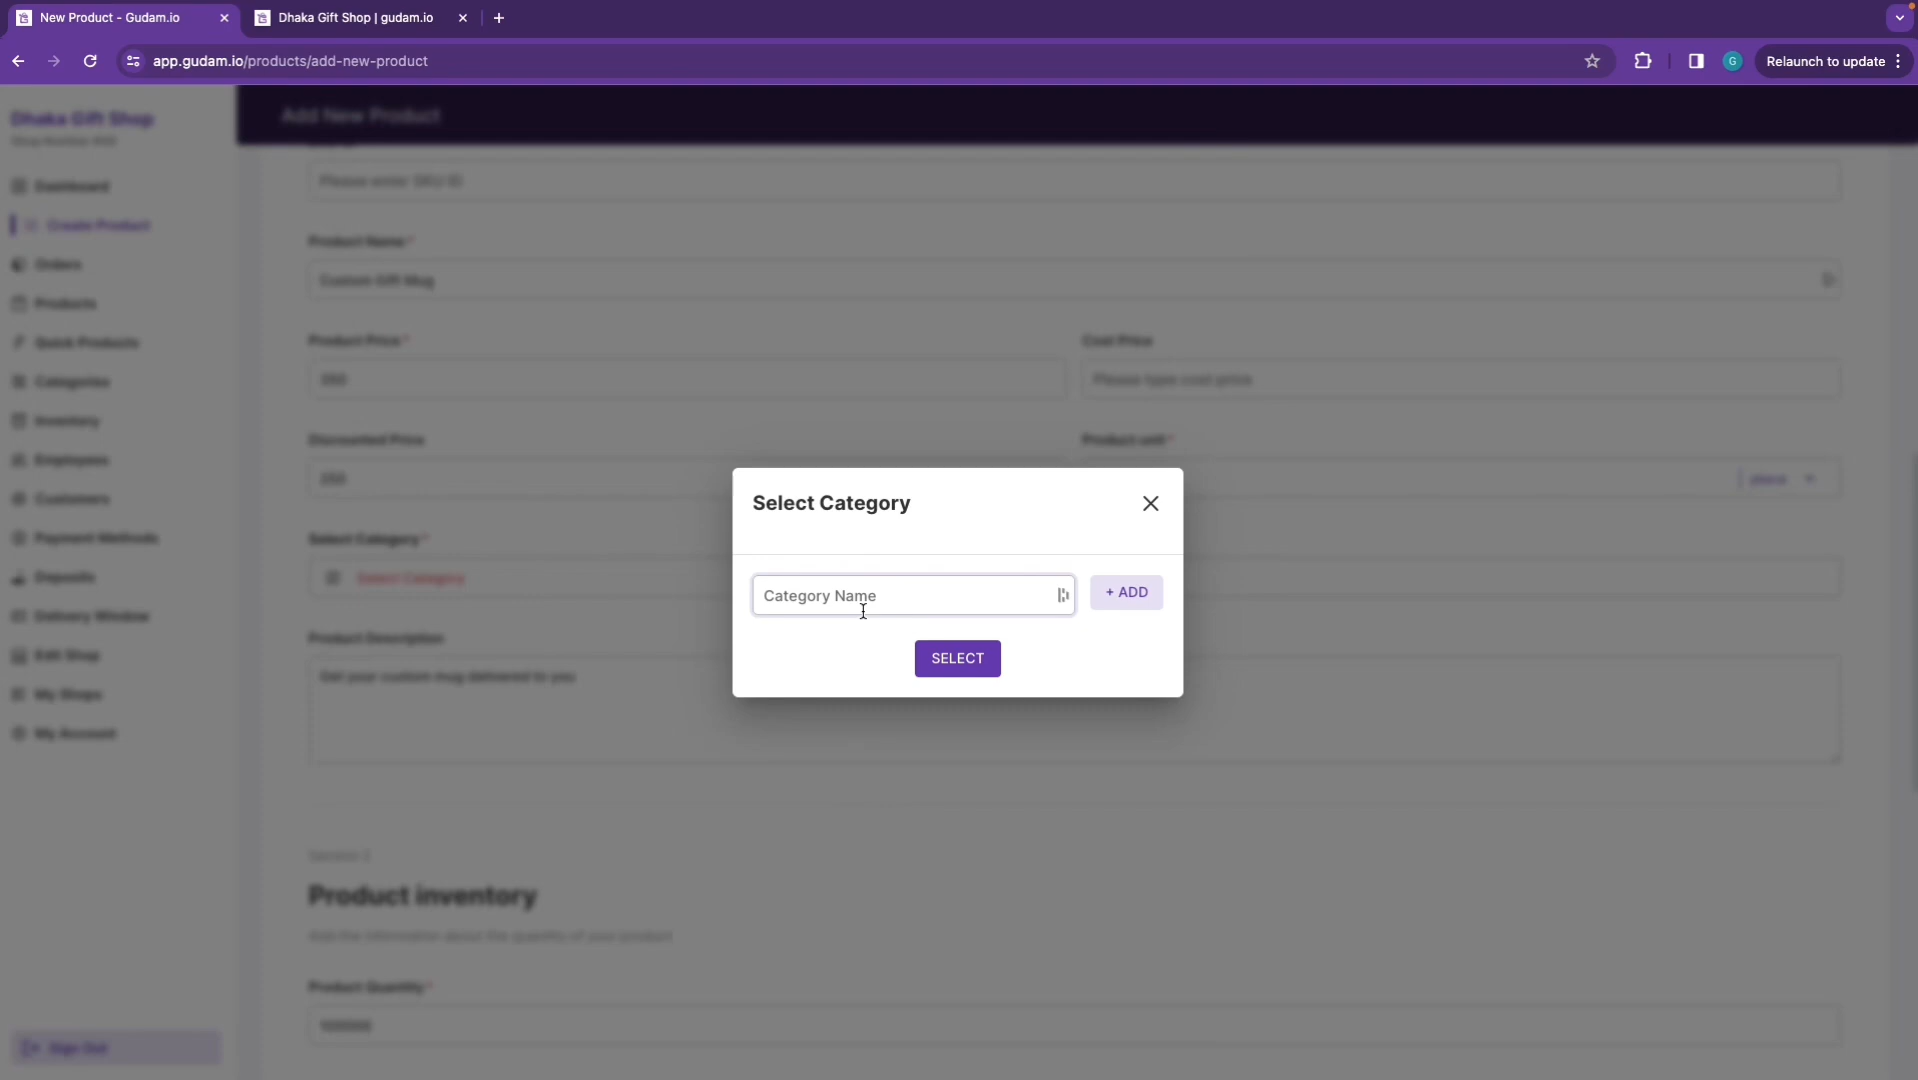 New Product - Gudam.io
Dhaka Gift Shop | gudam.io
app.gudam.io/products/add-new-product
G
Relaunch to update
Dhaka Gift Shop
Add New Product
Please enter SKU ID
Dashboard
Create Product
Product Name *
Orders
Custom Gift Mug
Products
Product Price *
Cost Price
Quick Products
350
Please type cost price
Categories
Inventory
Discounted Price
Product unit *
Employees
250
piece
Customers
Select Category
Payment Methods
Select Category *
Deposits
Select Category
Category Name
+ ADD
Delivery Window
Product Description
Edit Shop
SELECT
Get your custom mug delivered to you
My Shops
My Account
Section 2
Product inventory
Add the information about the quantity of your product
Product Quantity *
Sign Out